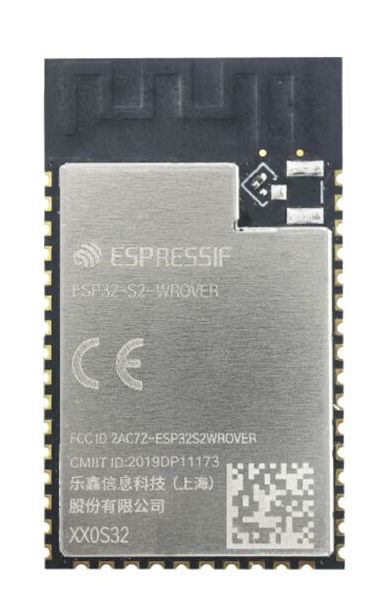 ESPRESSIF
ESP32-S2-WROVER
CE
FCC ID 2AC7Z-ESP32S2WROVER
CMIIT ID:2019DP11173
乐鑫信息科技(上海)
股份有限公司
XX0S32